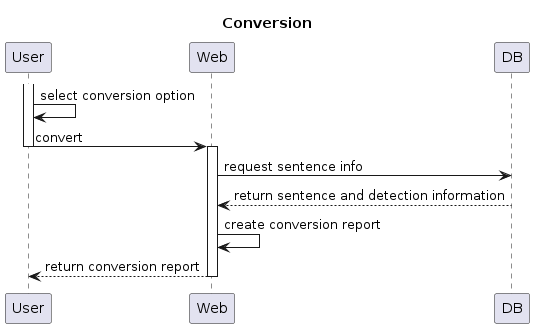 Conversion
User Web DB
select conversion option
convert
request sentence info
return sentence and detection information
create conversion report
return conversion report
User Web DB